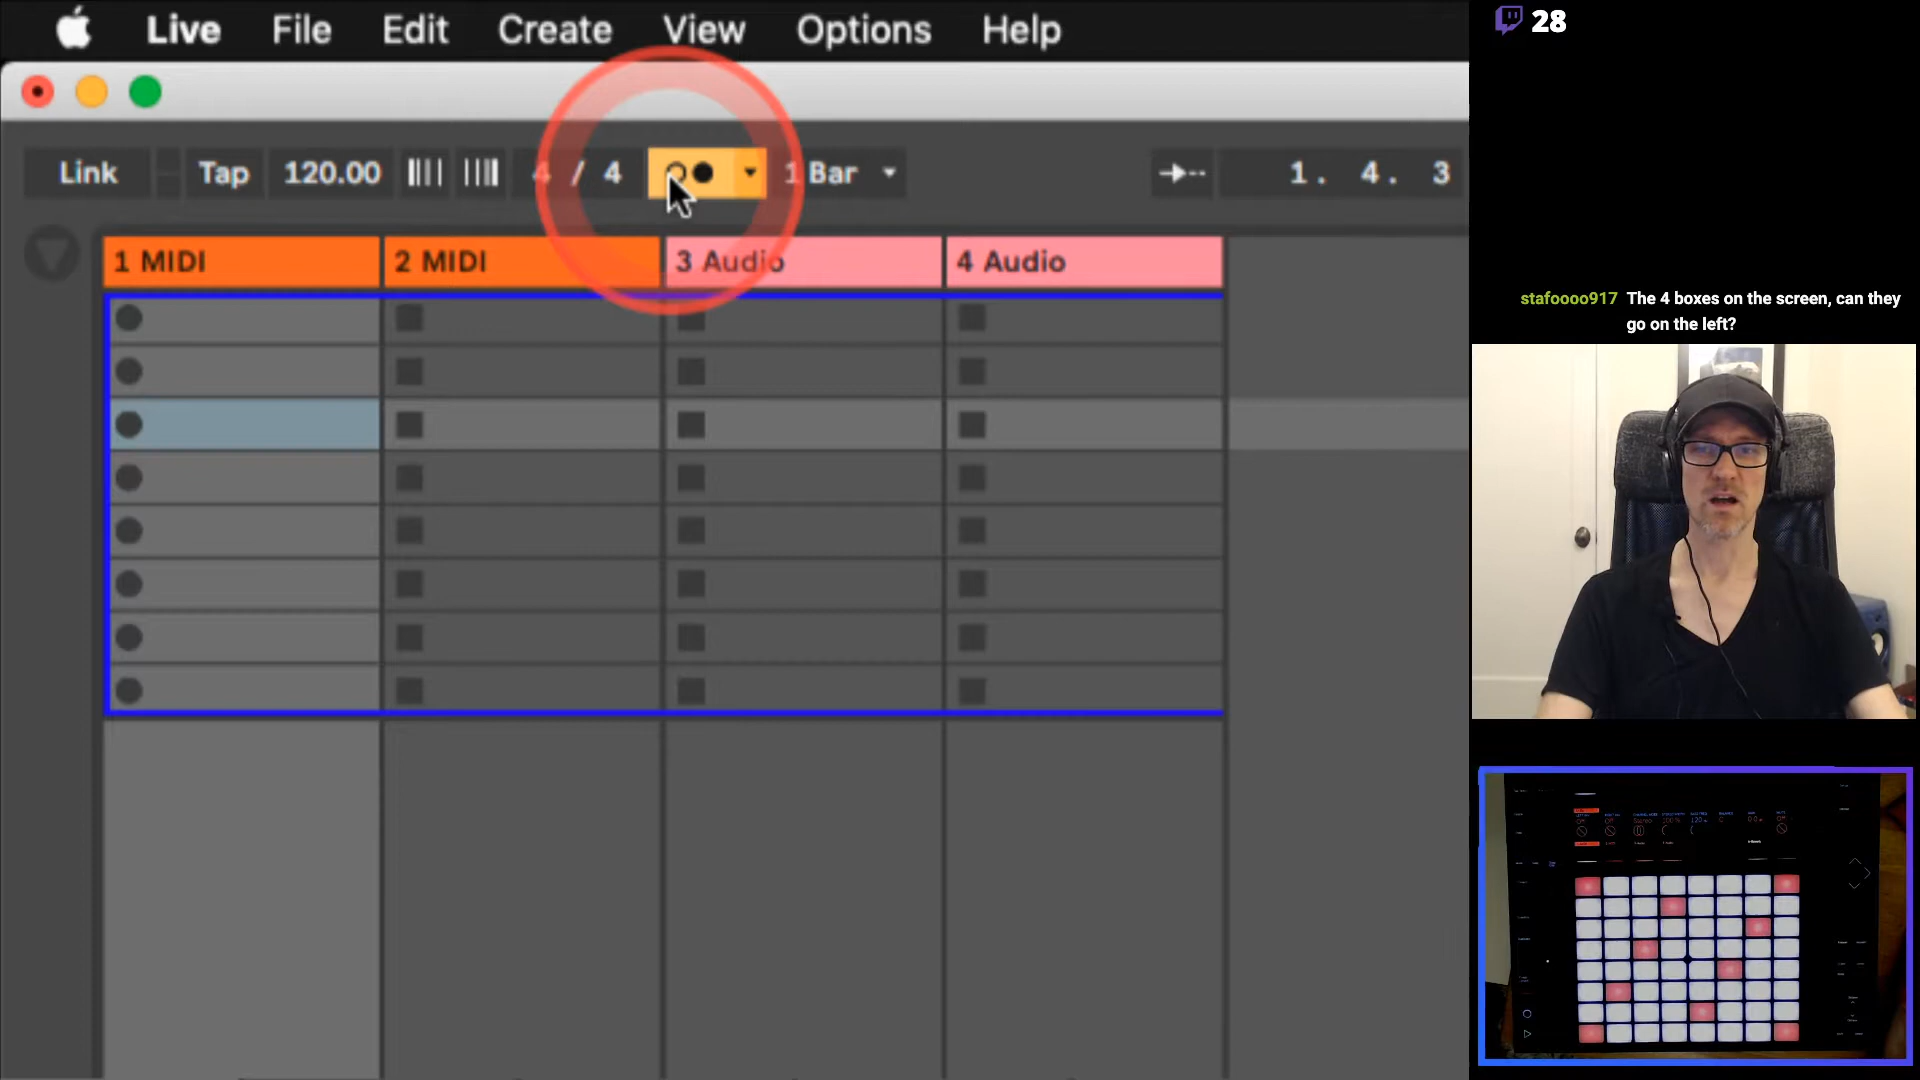 Live File Edit Create View Options Help
28
Link Tap 120.00 4 / 4 1 Bar 1. 4. 3
1 MIDI 2 MIDI 3 Audio 4 Audio
stafoooo917 The 4 boxes on the screen, can they
go on the left?